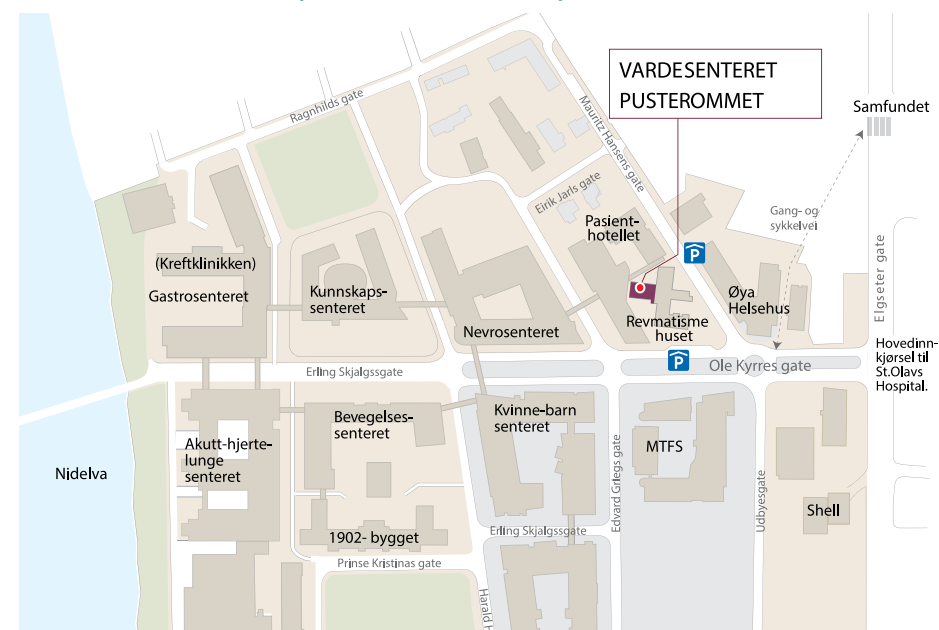 VARDESENTERET
PUSTEROMMET
Samfundet
Ragnhilds gate
Mauritz Hansens gate
Eirik Jarls gate
Gang- og
sykkelvei
Elgseter gate
Pasient-
hotellet
P
(Kreftklinikken)
Gastrosenteret
Kunnskaps-
senteret
Nevrosenteret
Revmatisme
huset
Øya
Helsehus
P
Ole Kyrres gate
Hovedinn-
kjørsel til
St.Olavs
Hospital.
Erling Skjalgssgate
Bevegelses-
senteret
Kvinne-barn
senteret
Akutt-hjerte-
lunge
senteret
MTFS
Nidelva
Edvard Griegs gate
Udbyesgate
Shell
1902- bygget
Erling Skjalgssgate
Prinse Kristinas gate
Harald